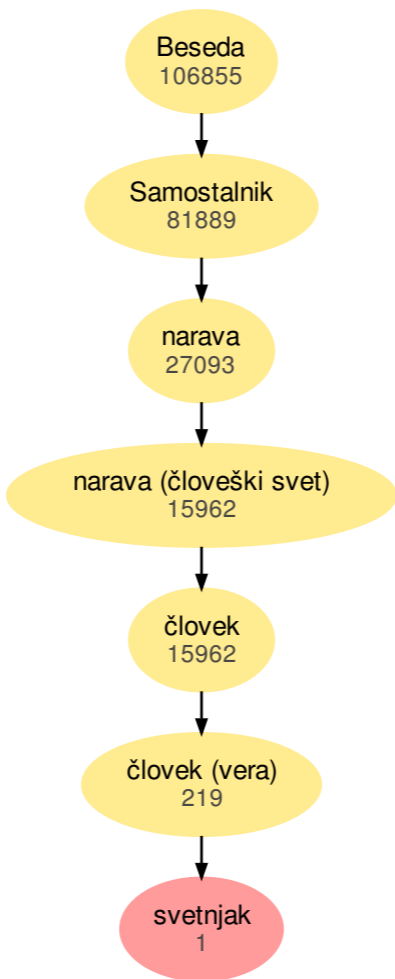 Beseda
106855
Samostalnik
81889
narava
27093
narava (človeški svet)
15962
človek
15962
človek (vera)
219
svetnjak
1